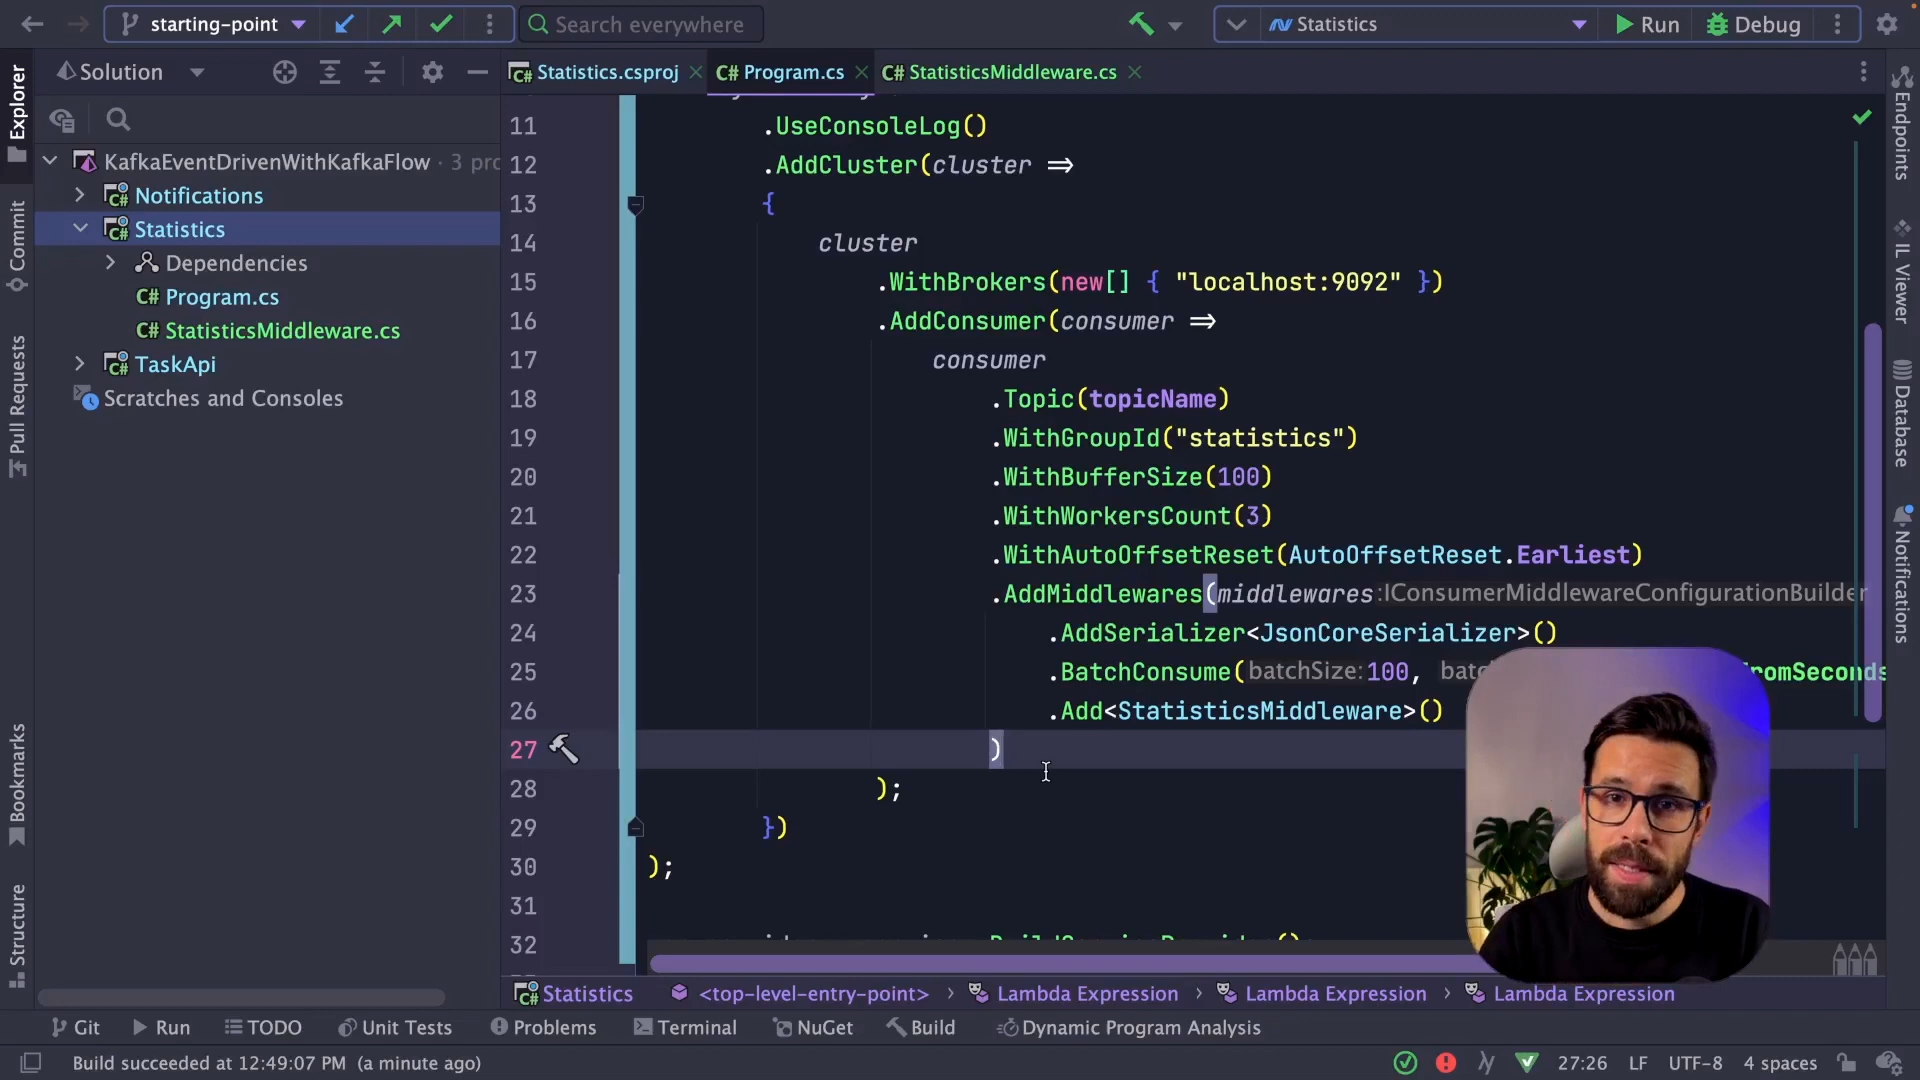 starting-point
Search everywhere
Statistics
Run
Debug
Solution
Statistics.csproj
C# Program.cs
C# StatisticsMiddleware.cs
Explorer
Commit
Pull Requests
Bookmarks
Structure
KafkaEventDrivenWithKafkaFlow · 3
Notifications
Statistics
Dependencies
C# Program.cs
C# StatisticsMiddleware.cs
TaskApi
Scratches and Consoles
11 .UseConsoleLog()
12 .AddCluster(cluster =>
13 {
14 cluster
15 .WithBrokers(new[] { "localhost:9092" })
16 .AddConsumer(consumer =>
17 consumer
18 .Topic(topicName)
19 .WithGroupId("statistics")
20 .WithBufferSize(100)
21 .WithWorkersCount(3)
22 .WithAutoOffsetReset(AutoOffsetReset.Earliest)
23 .AddMiddlewares(middlewares:IConsumerMiddlewareConfigurationBuilder
24 .AddSerializer<JsonCoreSerializer>()
25 .BatchConsume(batchSize:100,
26 .Add<StatisticsMiddleware>()
27 )
28 );
29 })
30 );
31
32
Endpoints
IL Viewer
Database
Notifications
Statistics
<top-level-entry-point> › Lambda Expression › Lambda Expression › Lambda Expression
Git
Run
TODO
Unit Tests
Problems
Terminal
NuGet
Build
Dynamic Program Analysis
Build succeeded at 12:49:07 PM (a minute ago)
27:26
LF
UTF-8
4 spaces